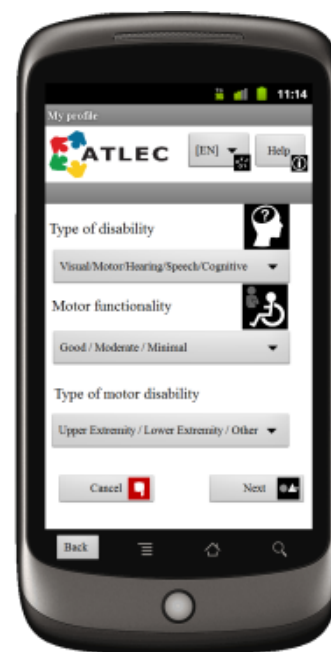 11:14
My profile
ATLEC
[EN]
Help
Type of disability
Visual/Motor/Hearing/Speech/Cognitive
Motor functionality
Good / Moderate / Minimal
Type of motor disability
Upper Extremity / Lower Extremity / Other
Cancel
Next
Back